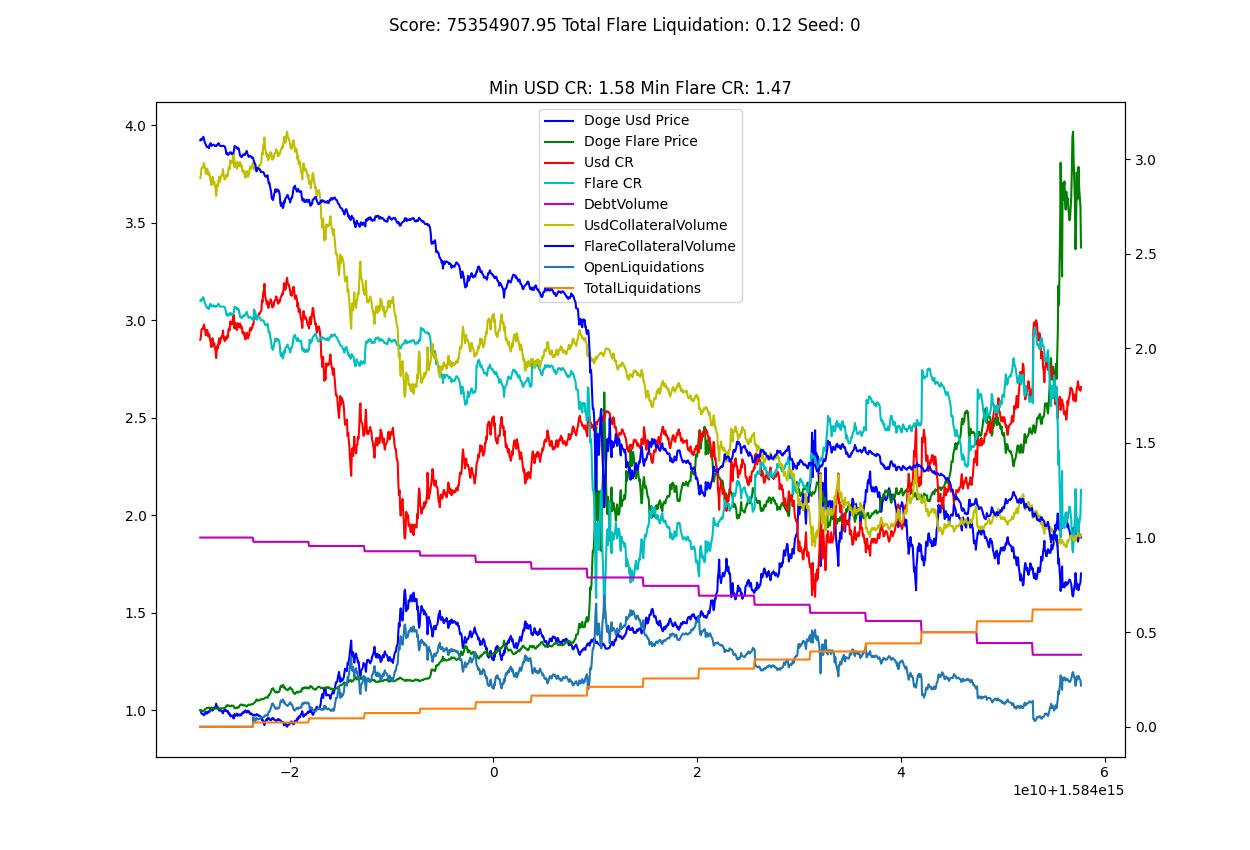 Score: 75354907.95 Total Flare Liquidation: 0.12 Seed: 0
Min USD CR: 1.58 Min Flare CR: 1.47
Doge Usd Price
Doge Flare Price
Usd CR
Flare CR
DebtVolume
UsdCollateralVolume
FlareCollateralVolume
OpenLiquidations
TotalLiquidations
4.0
3.5
3.0
2.5
2.0
1.5
1.0
3.0
2.5
2.0
1.5
1.0
0.5
0.0
−2
0
2
4
6
1e10+1.584e15